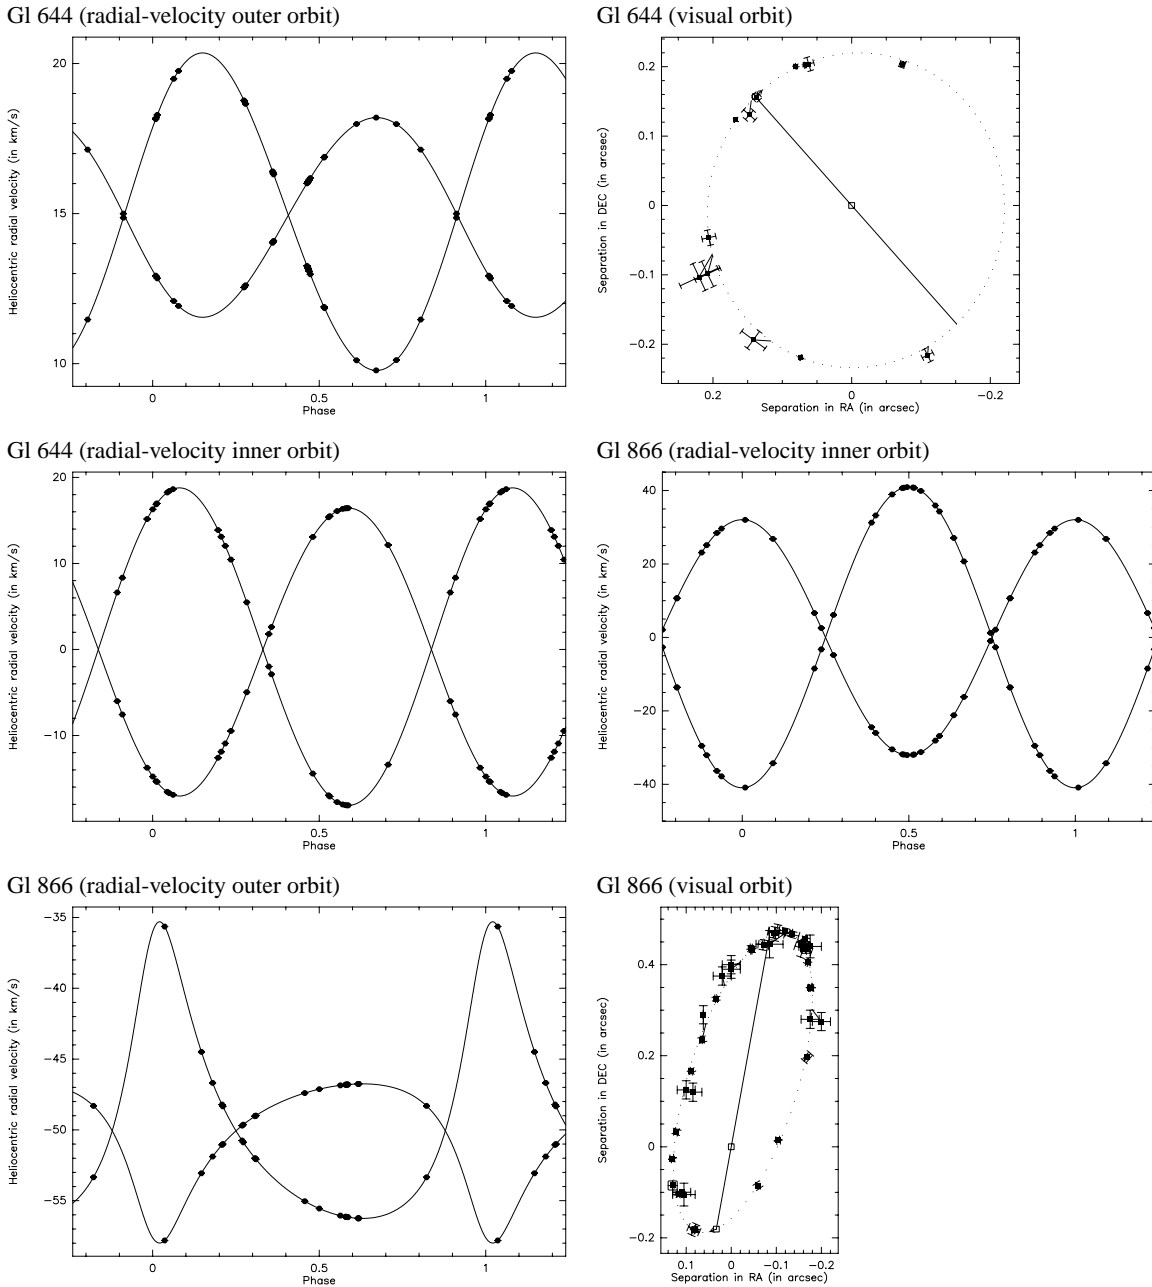 Gl 644 (radial-velocity outer orbit)
20
15
10
0
0.5
1
Phase
Heliocentric radial velocity (in km/s)
Gl 644 (visual orbit)
0.2
0.1
0
-0.1
-0.2
0.2
0
-0.2
Separation in RA (in arcsec)
Separation in DEC (in arcsec)
Gl 644 (radial-velocity inner orbit)
20
10
0
-10
0
0.5
1
Phase
Heliocentric radial velocity (in km/s)
Gl 866 (radial-velocity inner orbit)
40
20
0
-20
-40
0
0.5
1
Phase
Heliocentric radial velocity (in km/s)
Gl 866 (radial-velocity outer orbit)
-35
-40
-45
-50
-55
0
0.5
1
Phase
Heliocentric radial velocity (in km/s)
Gl 866 (visual orbit)
0.4
0.2
0
-0.2
0.1
0
-0.1
-0.2
Separation in RA (in arcsec)
Separation in DEC (in arcsec)